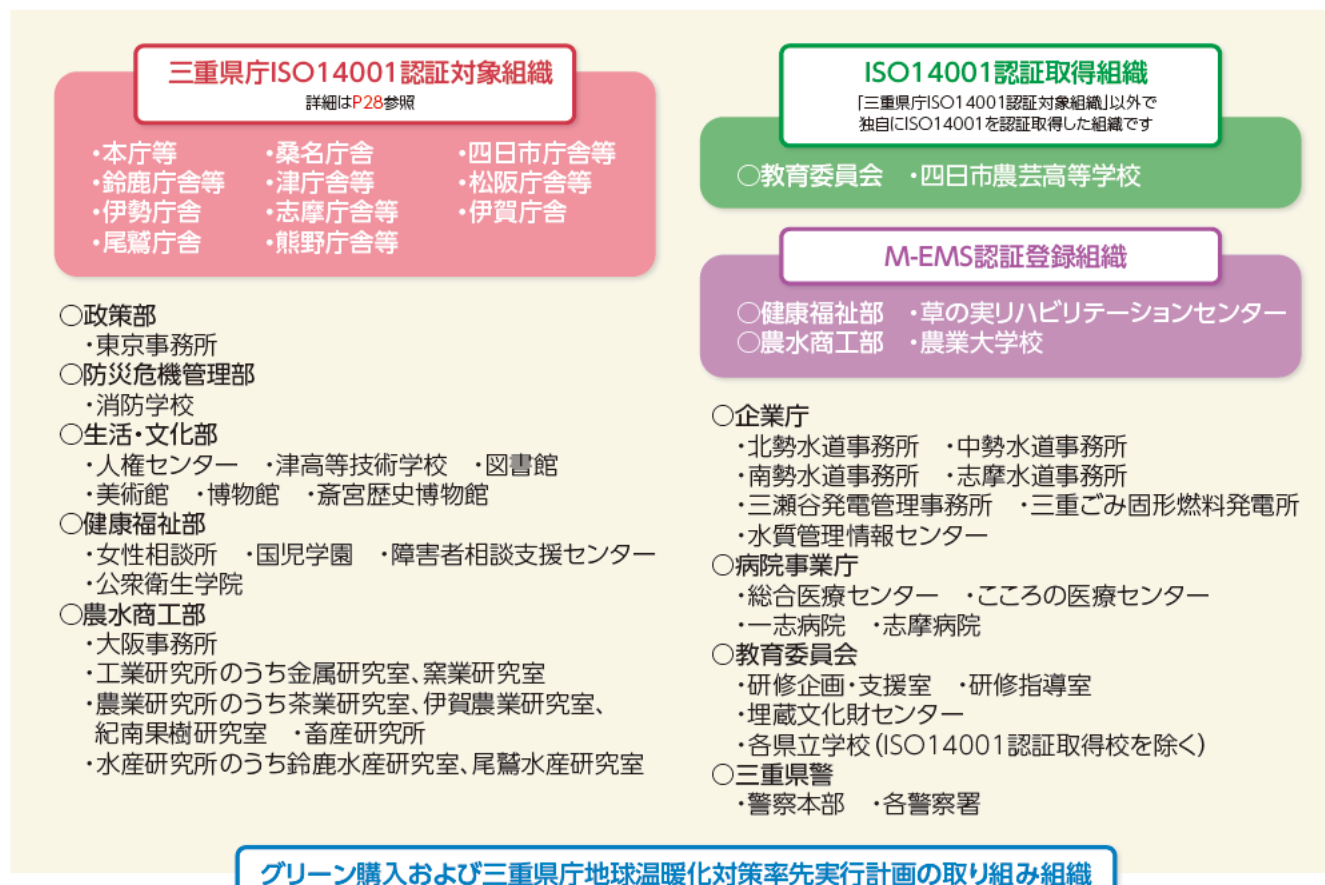 三重県庁ISO14001認証対象組織
詳細はP28参照
・本庁等 ・桑名庁舎 ・四日市庁舎等
・鈴鹿庁舎等 ・津庁舎等 ・松阪庁舎等
・伊勢庁舎 ・志摩庁舎等 ・伊賀庁舎
・尾鷲庁舎 ・熊野庁舎等
○政策部
・東京事務所
○防災危機管理部
・消防学校
○生活・文化部
・人権センター ・津高等技術学校 ・図書館
・美術館 ・博物館 ・斎宮歴史博物館
○健康福祉部
・女性相談所 ・国児学園 ・障害者相談支援センター
・公衆衛生学院
○農水商工部
・大阪事務所
・工業研究所のうち金属研究室、窯業研究室
・農業研究所のうち茶業研究室、伊賀農業研究室、
紀南果樹研究室 ・畜産研究所
・水産研究所のうち鈴鹿水産研究室、尾鷲水産研究室
ISO14001認証取得組織
「三重県庁ISO14001認証対象組織」以外で
独自にISO14001を認証取得した組織です
○教育委員会 ・四日市農芸高等学校
M-EMS認証登録組織
○健康福祉部 ・草の実リハビリテーションセンター
○農水商工部 ・農業大学校
○企業庁
・北勢水道事務所 ・中勢水道事務所
・南勢水道事務所 ・志摩水道事務所
・三瀬谷発電管理事務所 ・三重ごみ固形燃料発電所
・水質管理情報センター
○病院事業庁
・総合医療センター ・こころの医療センター
・一志病院 ・志摩病院
○教育委員会
・研修企画・支援室 ・研修指導室
・埋蔵文化財センター
・各県立学校(ISO14001認証取得校を除く)
○三重県警
・警察本部 ・各警察署
グリーン購入および三重県庁地球温暖化対策率先実行計画の取り組み組織